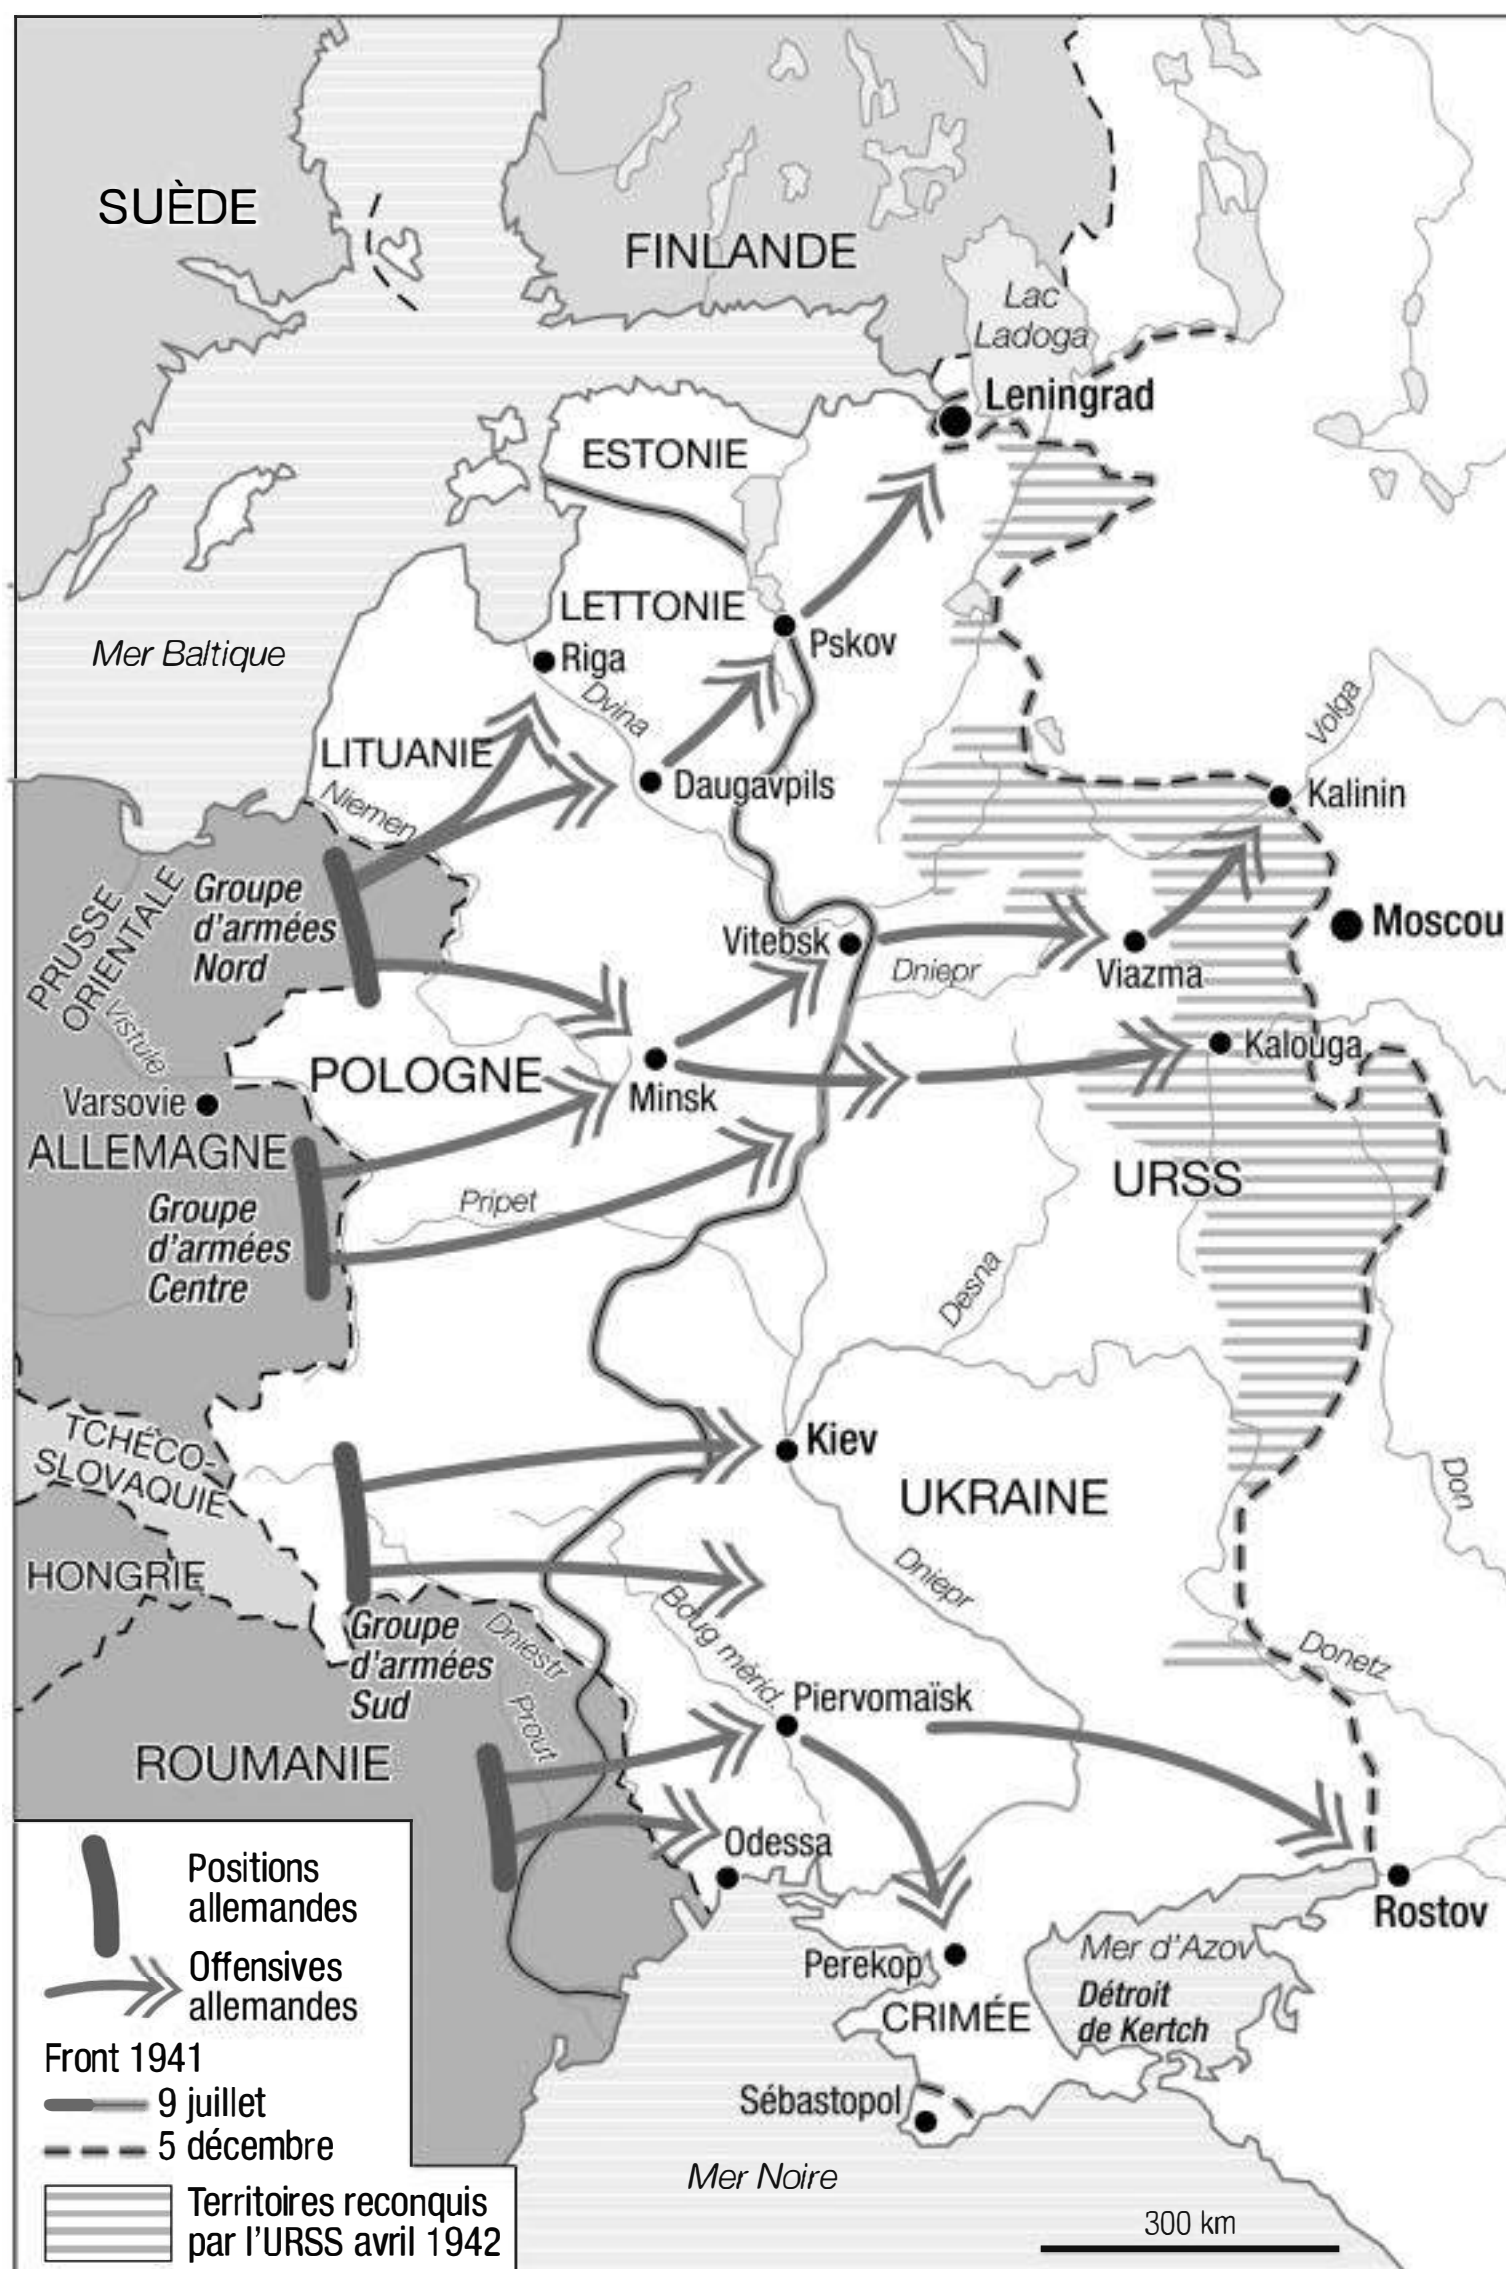 SUÈDE
FINLANDE
Lac
Ladoga
Leningrad
ESTONIE
LETTONIE
Pskov
Mer Baltique
Riga
Dvina
Volga
LITUANIE
Niemen
Daugavpils
Kalinin
PRUSSE
ORIENTALE
Groupe
d'armées
Nord
Vitebsk
Moscou
Dniepr
Viazma
Vistule
POLOGNE
Minsk
Kalouga
Varsovie
ALLEMAGNE
Groupe
d'armées
Centre
Pripet
URSS
Desna
TCHÉCO-
SLOVAQUIE
Kiev
UKRAINE
Don
HONGRIE
Groupe
d'armées
Sud
Dniestr
Prout
Boug mérid.
Dniepr
Donetz
Piervomaïsk
ROUMANIE
Odessa
Perekop
CRIMÉE
Mer d'Azov
Détroit
de Kertch
Rostov
Sébastopol
Mer Noire
Positions
allemandes
Offensives
allemandes
Front 1941
9 juillet
5 décembre
Territoires reconquis
par l'URSS avril 1942
300 km